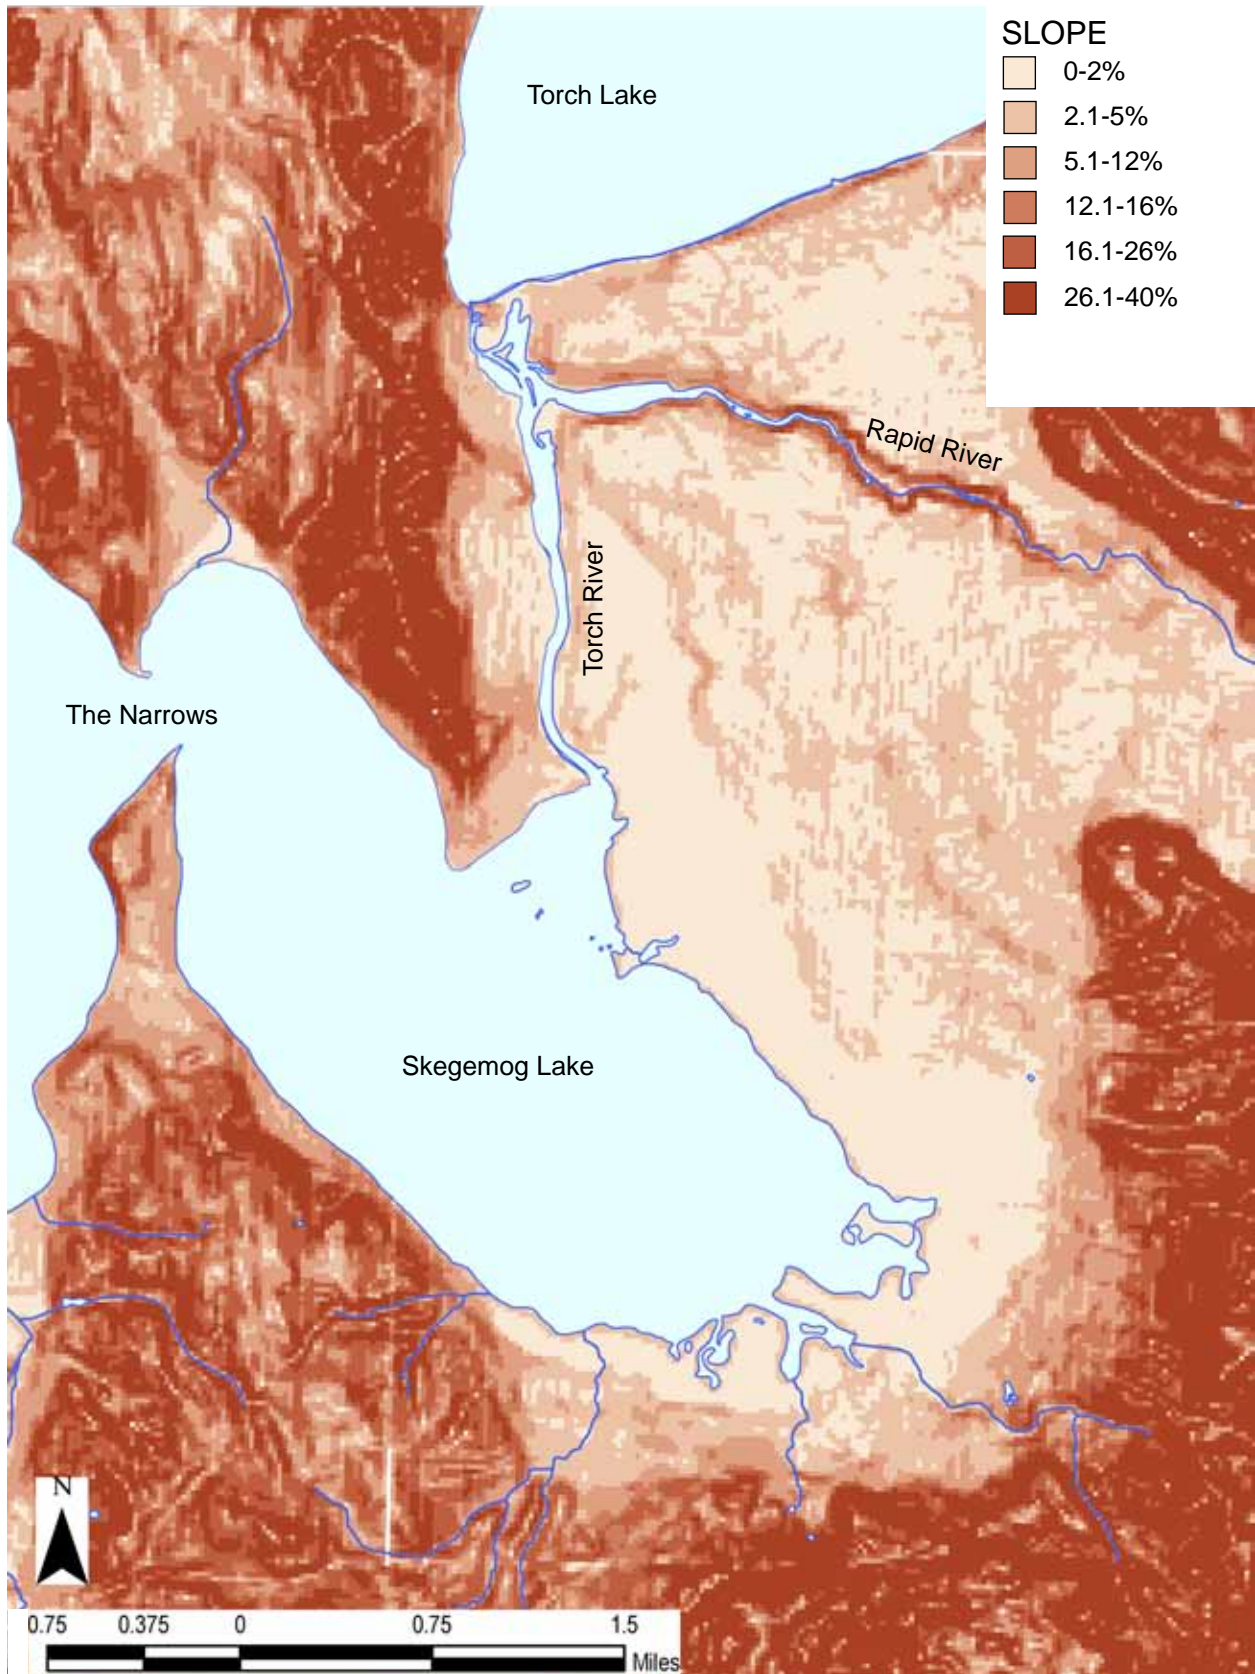 SLOPE
0-2%
2.1-5%
5.1-12%
12.1-16%
16.1-26%
26.1-40%
Torch Lake
Rapid River
Torch River
The Narrows
Skegemog Lake
N
0.75 0.375 0 0.75 1.5
Miles